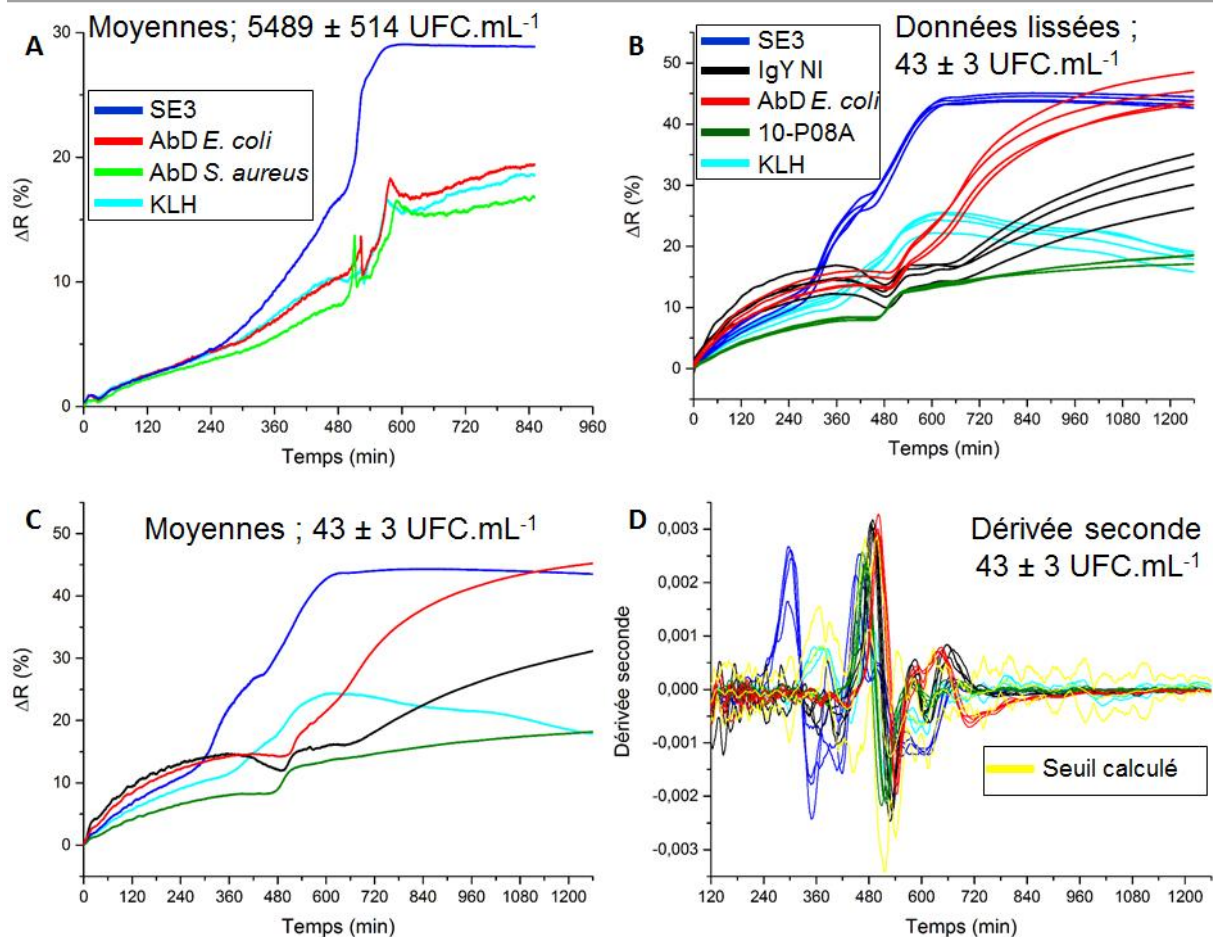 A
Moyennes; 5489 ± 514 UFC.mL⁻¹
30
20
10
0
ΔR (%)
SE3
AbD E. coli
AbD S. aureus
KLH
0 120 240 360 480 600 720 840 960
Temps (min)
B
Données lissées ;
43 ± 3 UFC.mL⁻¹
50
40
30
20
10
0
ΔR (%)
SE3
IgY NI
AbD E. coli
10-P08A
KLH
0 120 240 360 480 600 720 840 960 1200
Temps (min)
C
Moyennes ; 43 ± 3 UFC.mL⁻¹
50
40
30
20
10
0
ΔR (%)
0 120 240 360 480 600 720 840 960 1200
Temps (min)
D
Dérivée seconde
43 ± 3 UFC.mL⁻¹
0,003
0,002
0,001
0,000
-0,001
-0,002
-0,003
Dérivée seconde
Seuil calculé
120 240 360 480 600 720 840 960 1200
Temps (min)